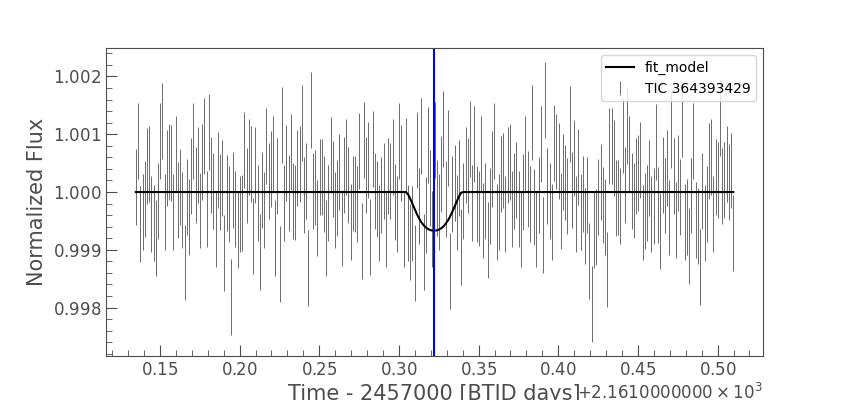 fit_model
TIC 364393429
Normalized Flux
1.002
1.001
1.000
0.999
0.998
0.15 0.20 0.25 0.30 0.35 0.40 0.45 0.50
Time - 2457000 [BTJD days]
+2.1610000000 × 10³